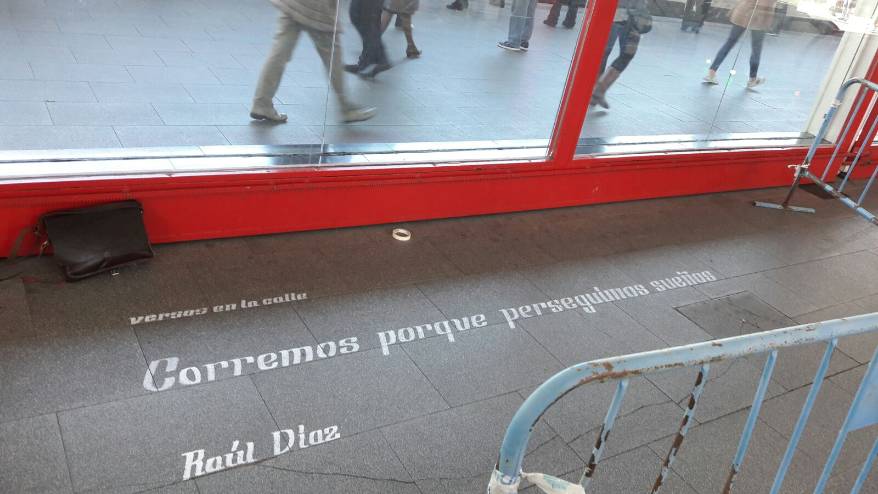 versos en la calle
Corremos porque perseguimos sueños
Raúl Díaz